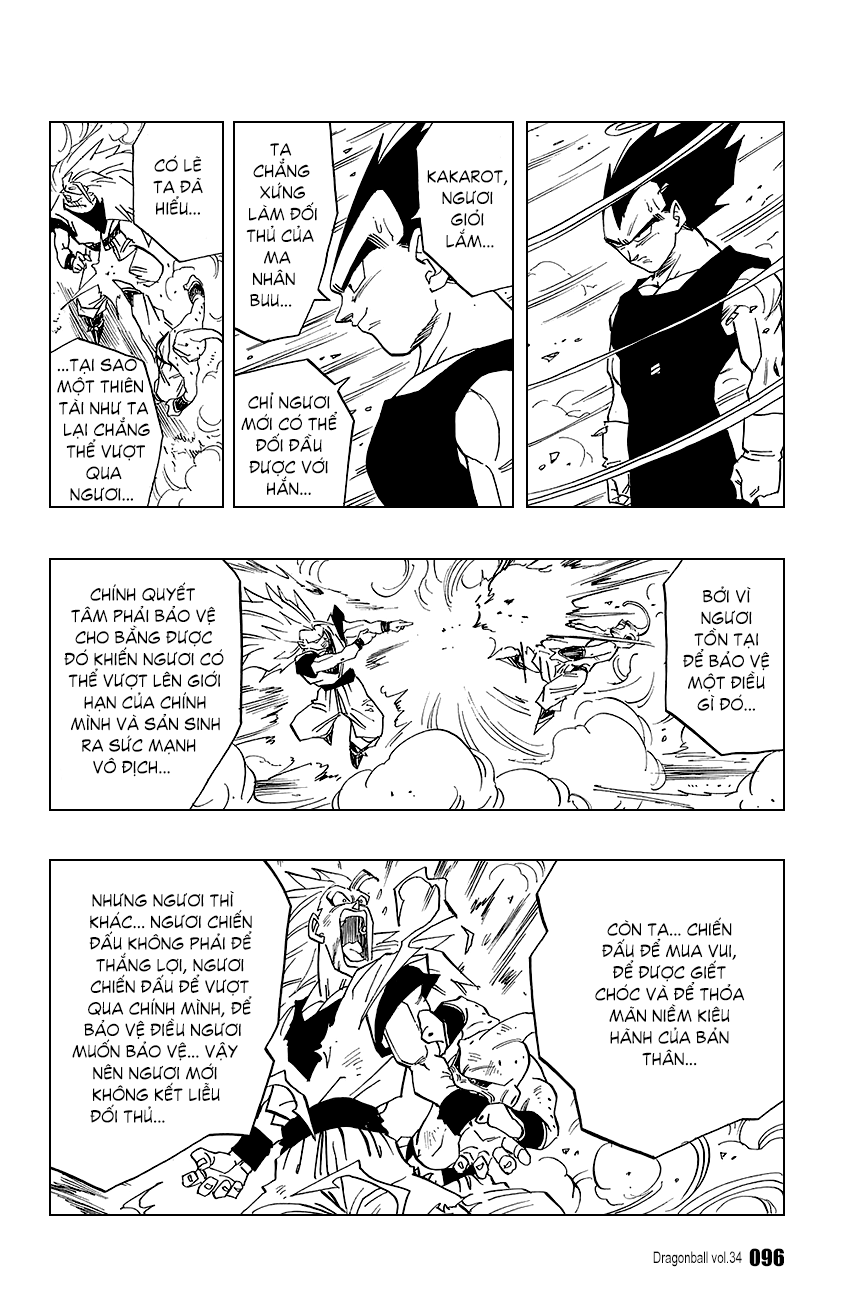 KAKAROT,
NGƯƠI
GIỎI
LẮM...
TA
CHẲNG
XỨNG
LÀM ĐỐI
THỦ CỦA
MA
NHÂN
BUU...
CHỈ NGƯƠI
MỚI CÓ THỂ
ĐỐI ĐẦU
ĐƯỢC VỚI
HẮN...
CÓ LẼ
TA ĐÃ
HIỂU...
...TẠI SAO
MỘT THIÊN
TÀI NHƯ TA
LẠI CHẲNG
THỂ VƯỢT
QUA
NGƯƠI...
BỞI VÌ
NGƯƠI
TỒN TẠI
ĐỂ BẢO VỆ
MỘT ĐIỀU
GÌ ĐÓ...
CHÍNH QUYẾT
TÂM PHẢI BẢO VỆ
CHO BẰNG ĐƯỢC
ĐÓ KHIẾN NGƯƠI CÓ
THỂ VƯỢT LÊN GIỚI
HẠN CỦA CHÍNH
MÌNH VÀ SẢN SINH
RA SỨC MẠNH
VÔ ĐỊCH...
CÒN TA... CHIẾN
ĐẤU ĐỂ MUA VUI,
ĐỂ ĐƯỢC GIẾT
CHÓC VÀ ĐỂ THỎA
MÃN NIỀM KIÊU
HÃNH CỦA BẢN
THÂN...
NHƯNG NGƯƠI THÌ
KHÁC... NGƯƠI CHIẾN
ĐẤU KHÔNG PHẢI ĐỂ
THẮNG LỢI, NGƯƠI
CHIẾN ĐẤU ĐỂ VƯỢT
QUA CHÍNH MÌNH, ĐỂ
BẢO VỆ ĐIỀU NGƯƠI
MUỐN BẢO VỆ... VẬY
NÊN NGƯƠI MỚI
KHÔNG KẾT LIỄU
ĐỐI THỦ...
Dragonball vol.34 096